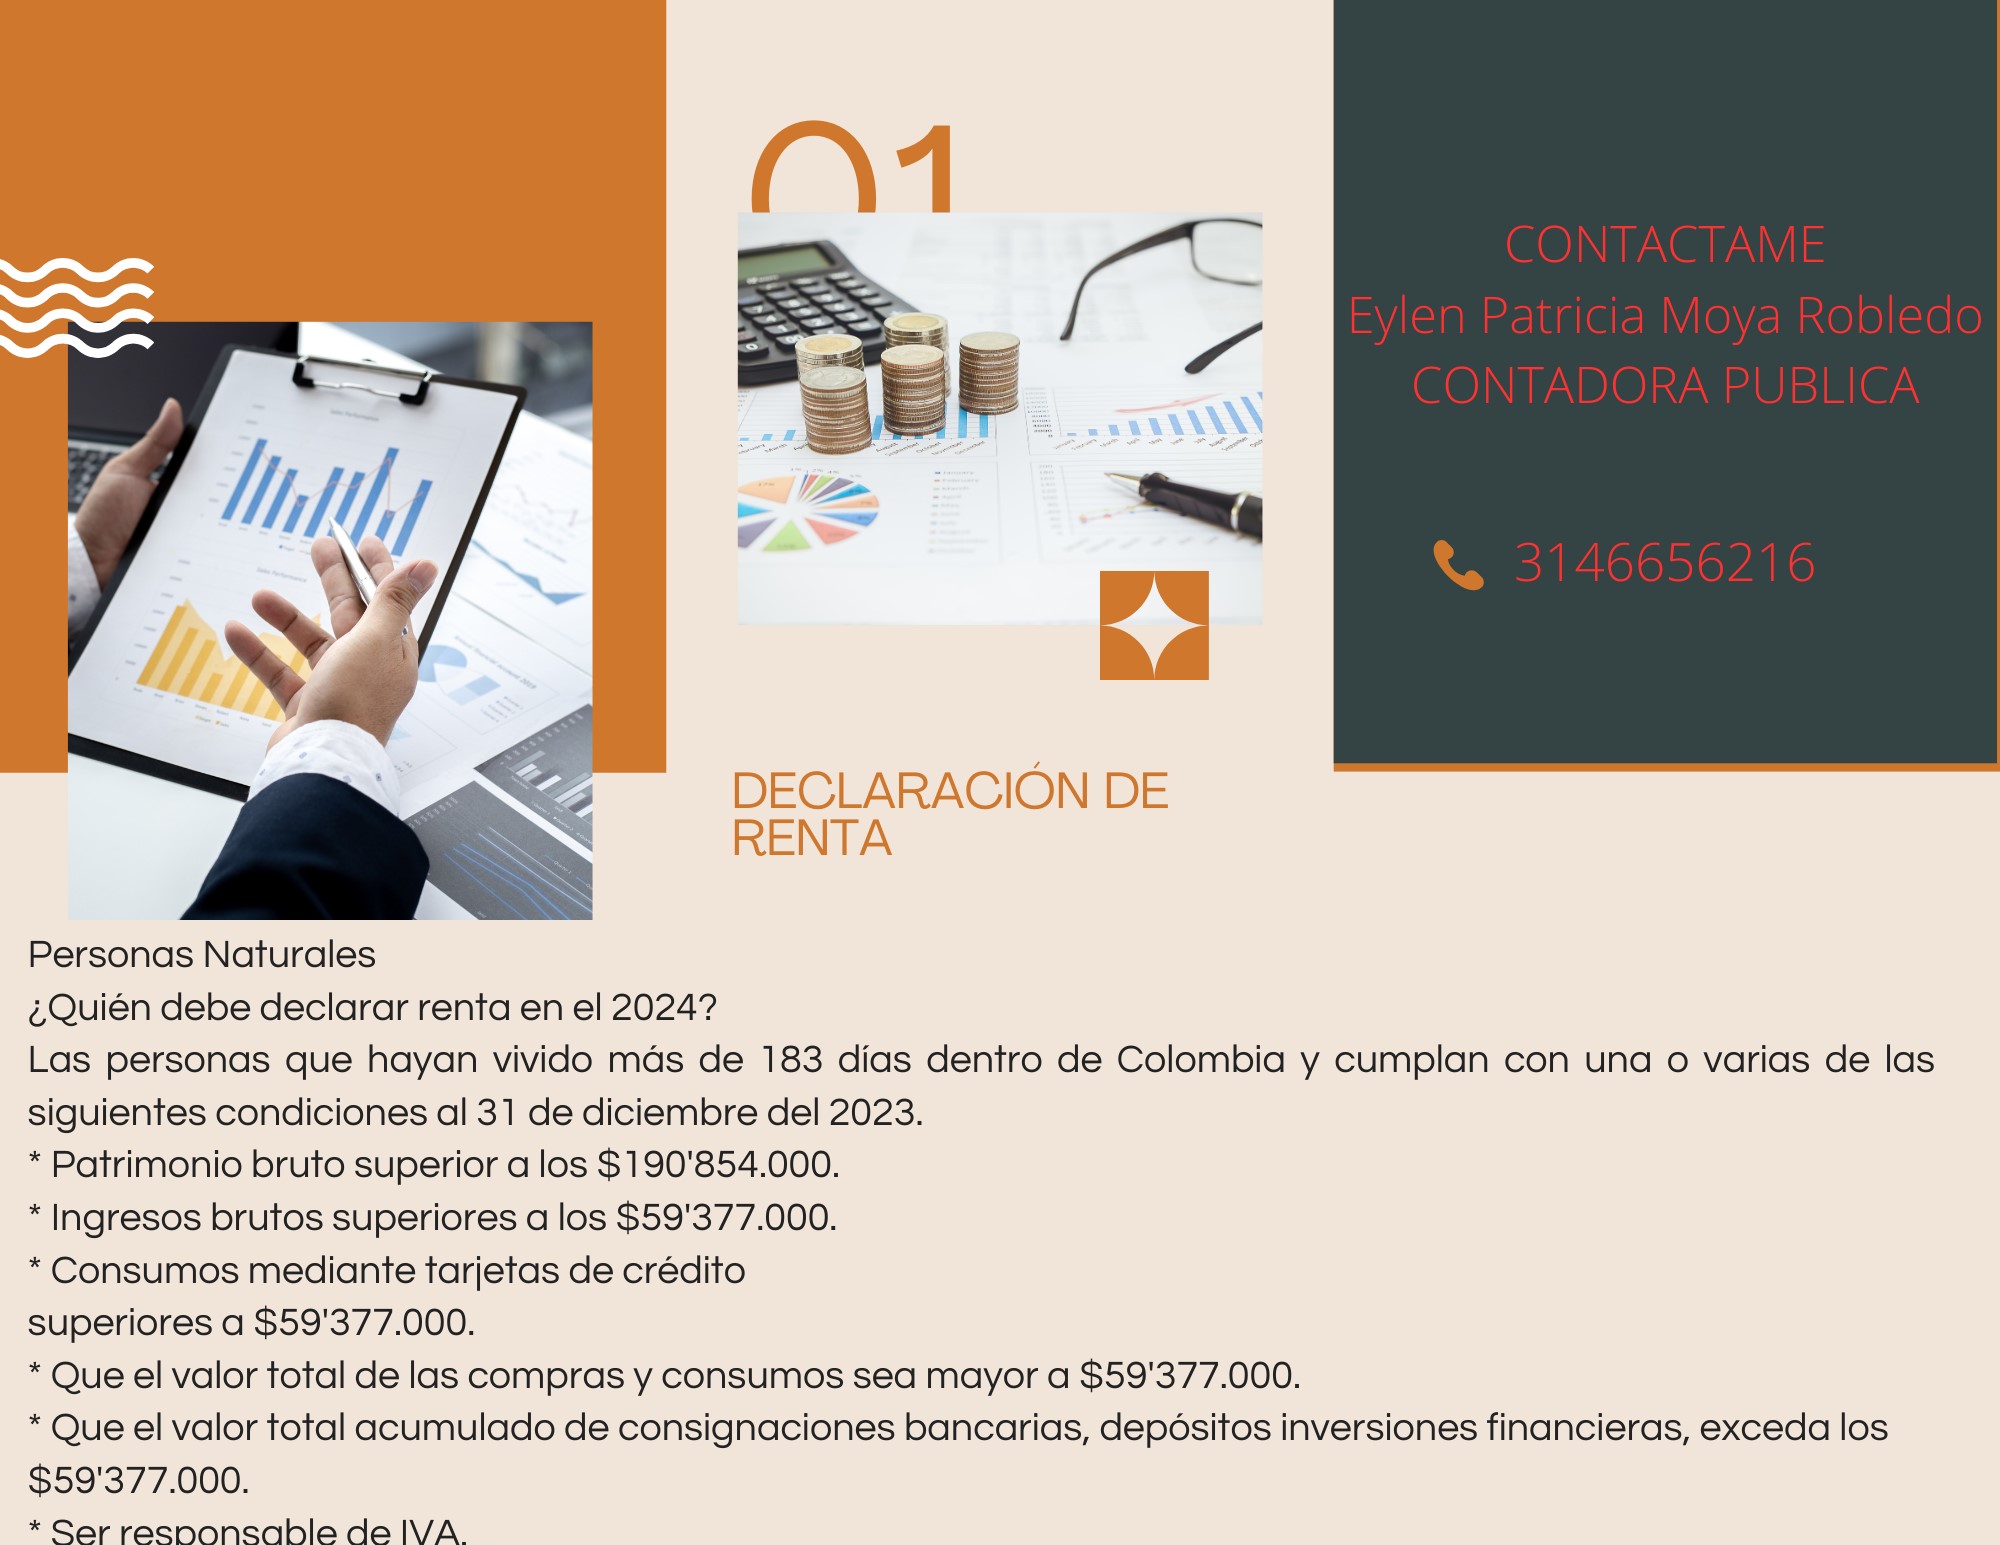 01
CONTACTAME
Eylen Patricia Moya Robledo
CONTADORA PUBLICA
3146656216
DECLARACIÓN DE
RENTA
Personas Naturales
¿Quién debe declarar renta en el 2024?
Las personas que hayan vivido más de 183 días dentro de Colombia y cumplan con una o varias de las
siguientes condiciones al 31 de diciembre del 2023.
* Patrimonio bruto superior a los $190'854.000.
* Ingresos brutos superiores a los $59'377.000.
* Consumos mediante tarjetas de crédito
superiores a $59'377.000.
* Que el valor total de las compras y consumos sea mayor a $59'377.000.
* Que el valor total acumulado de consignaciones bancarias, depósitos inversiones financieras, exceda los
$59'377.000.
* Ser responsable de IVA.